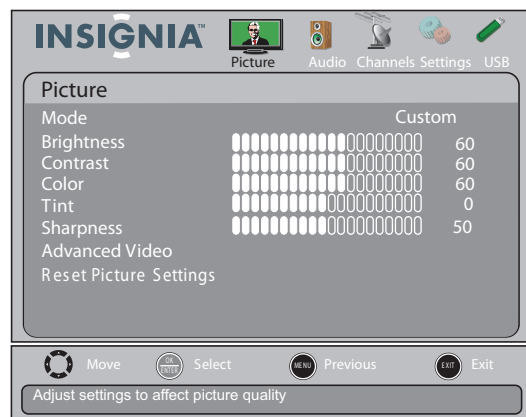 INSIGNIA™
Picture Audio Channels Settings USB
Picture
Mode Custom
Brightness 60
Contrast 60
Color 60
Tint 0
Sharpness 50
Advanced Video
Reset Picture Settings
Move OK ENTER Select MENU Previous EXIT Exit
Adjust settings to affect picture quality